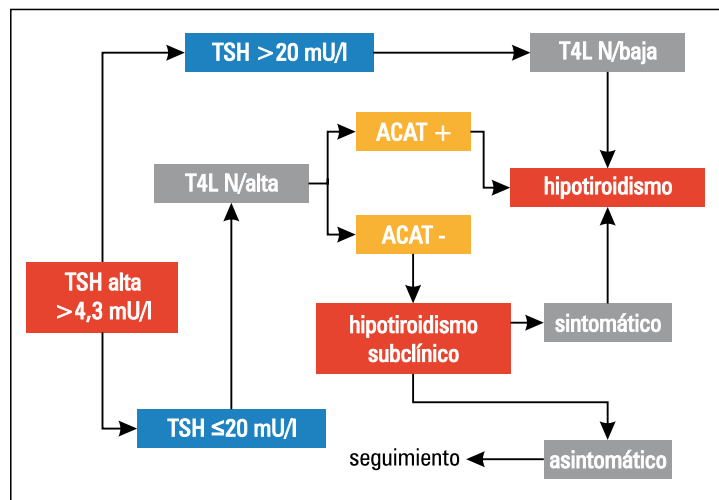 TSH >20 mU/l
T4L N/baja
ACAT +
T4L N/alta
hipotiroidismo
ACAT -
TSH alta
>4,3 mU/l
hipotiroidismo
subclínico
sintomático
TSH ≤20 mU/l
seguimiento
asintomático